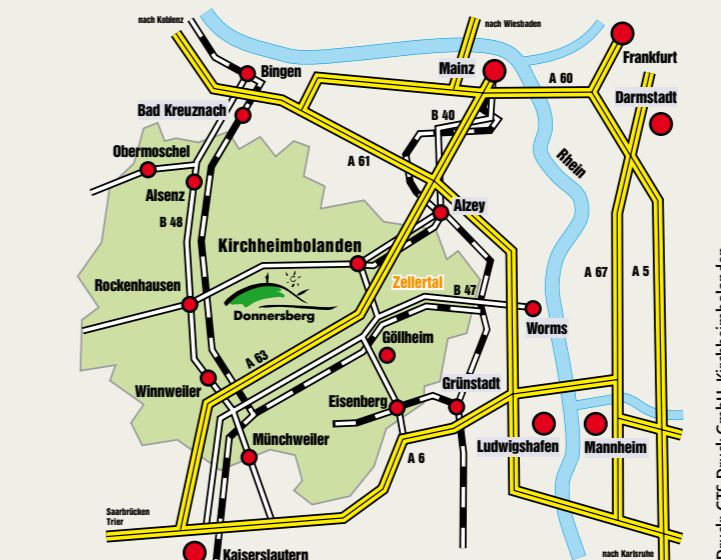 nach Koblenz
nach Wiesbaden
Frankfurt
Mainz
Bingen
A 60
Darmstadt
Bad Kreuznach
B 40
Obermoschel
A 61
Rhein
Alsenz
Alzey
B 48
Kirchheimbolanden
A 67
A 5
Rockenhausen
Zellertal
B 47
Donnersberg
Worms
Göllheim
A 63
Winnweiler
Grünstadt
Eisenberg
Münchweiler
Ludwigshafen
Mannheim
A 6
Saarbrücken
Trier
Kaiserslautern
nach Karlsruhe